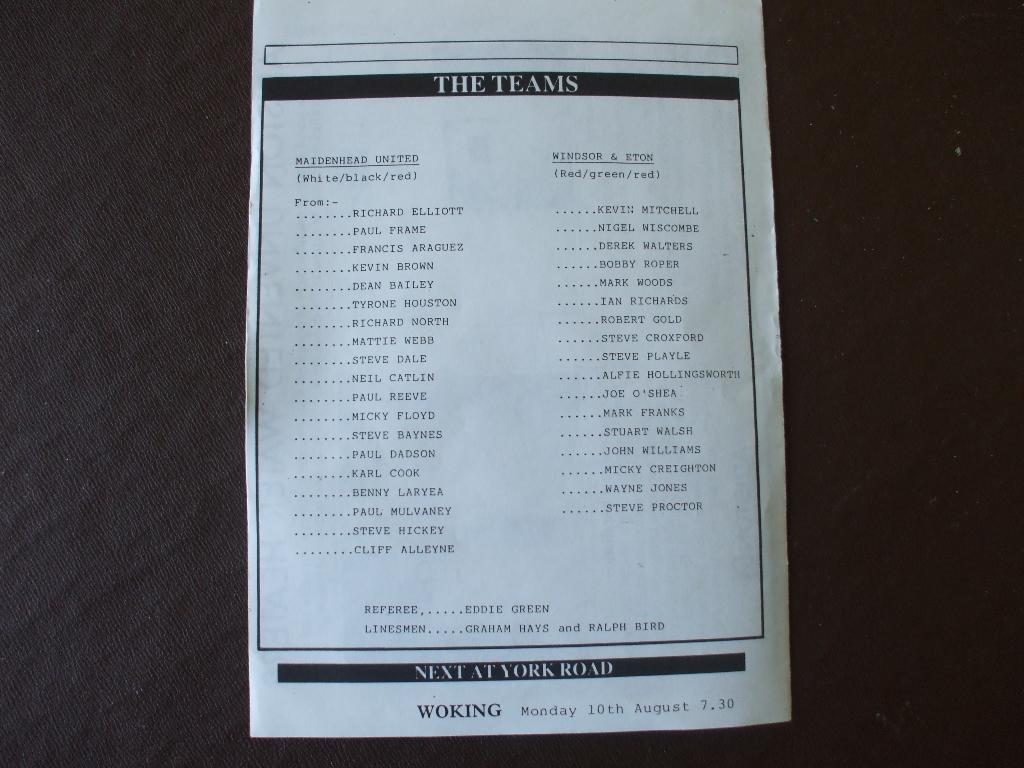 THE TEAMS
MAIDENHEAD UNITED
(White/black/red)
From:-
........RICHARD ELLIOTT
........PAUL FRAME
........FRANCIS ARAGUEZ
........KEVIN BROWN
........DEAN BAILEY
........TYRONE HOUSTON
........RICHARD NORTH
........MATTIE WEBB
........STEVE DALE
........NEIL CATLIN
........PAUL REEVE
........MICKY FLOYD
........STEVE BAYNES
........PAUL DADSON
........KARL COOK
........BENNY LARYEA
........PAUL MULVANEY
........STEVE HICKEY
........CLIFF ALLEYNE
WINDSOR & ETON
(Red/green/red)
......KEVIN MITCHELL
......NIGEL WISCOMBE
......DEREK WALTERS
......BOBBY ROPER
......MARK WOODS
......IAN RICHARDS
......ROBERT GOLD
......STEVE CROXFORD
......STEVE PLAYLE
......ALFIE HOLLINGSWORTH
......JOE O'SHEA
......MARK FRANKS
......STUART WALSH
......JOHN WILLIAMS
......MICKY CREIGHTON
......WAYNE JONES
......STEVE PROCTOR
REFEREE,.....EDDIE GREEN
LINESMEN.....GRAHAM HAYS and RALPH BIRD
NEXT AT YORK ROAD
WOKING Monday 10th August 7.30